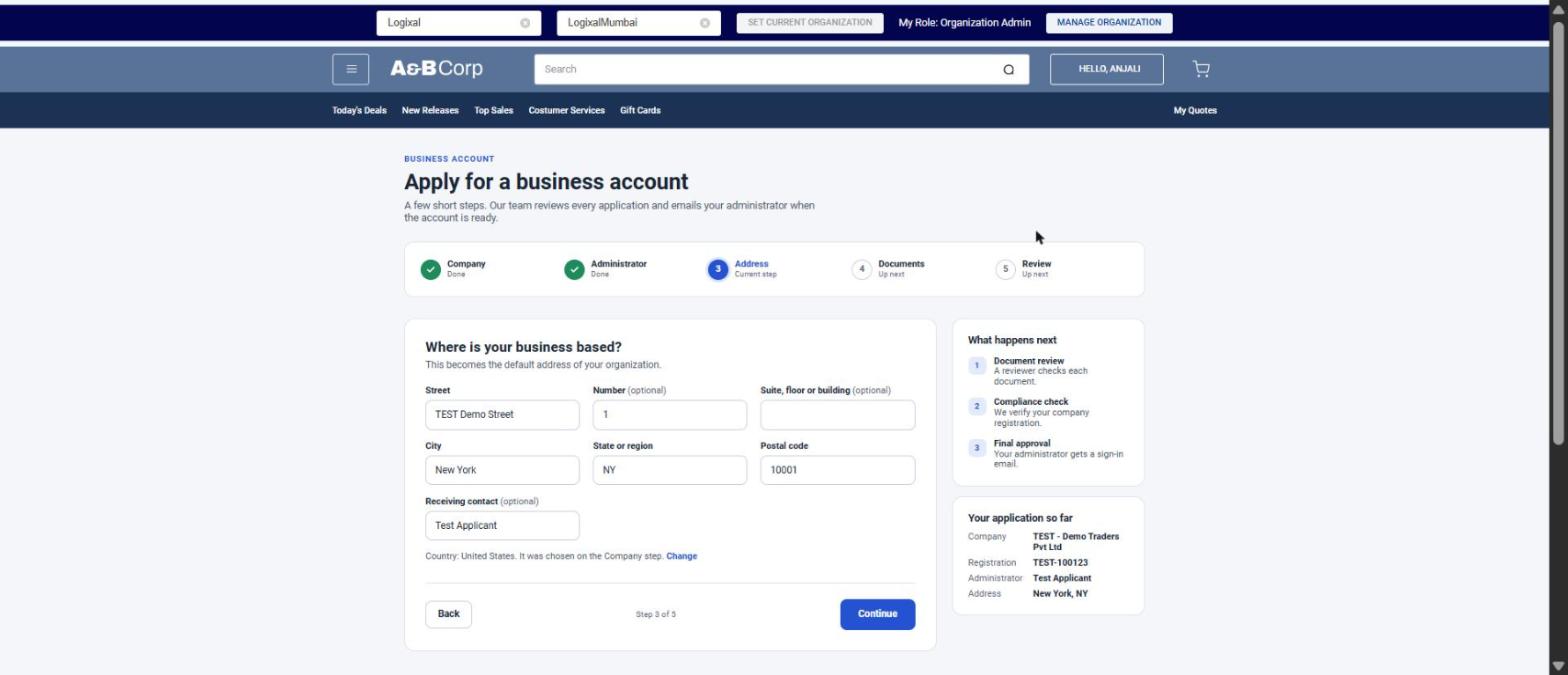 Logixal
LogixalMumbai
SET CURRENT ORGANIZATION
My Role: Organization Admin
MANAGE ORGANIZATION
A&B Corp
Search
HELLO, ANJALI
Today's Deals
New Releases
Top Sales
Costumer Services
Gift Cards
My Quotes
BUSINESS ACCOUNT
Apply for a business account
A few short steps. Our team reviews every application and emails your administrator when
the account is ready.
Company
Done
Administrator
Done
3
Address
Current step
4
Documents
Up next
5
Review
Up next
Where is your business based?
This becomes the default address of your organization.
Street
Number (optional)
Suite, floor or building (optional)
TEST Demo Street
1
City
State or region
Postal code
New York
NY
10001
Receiving contact (optional)
Test Applicant
Country: United States. It was chosen on the Company step. Change
Back
Step 3 of 5
Continue
What happens next
1
Document review
A reviewer checks each
document.
2
Compliance check
We verify your company
registration.
3
Final approval
Your administrator gets a sign-in
email.
Your application so far
Company TEST - Demo Traders
Pvt Ltd
Registration TEST-100123
Administrator Test Applicant
Address New York, NY